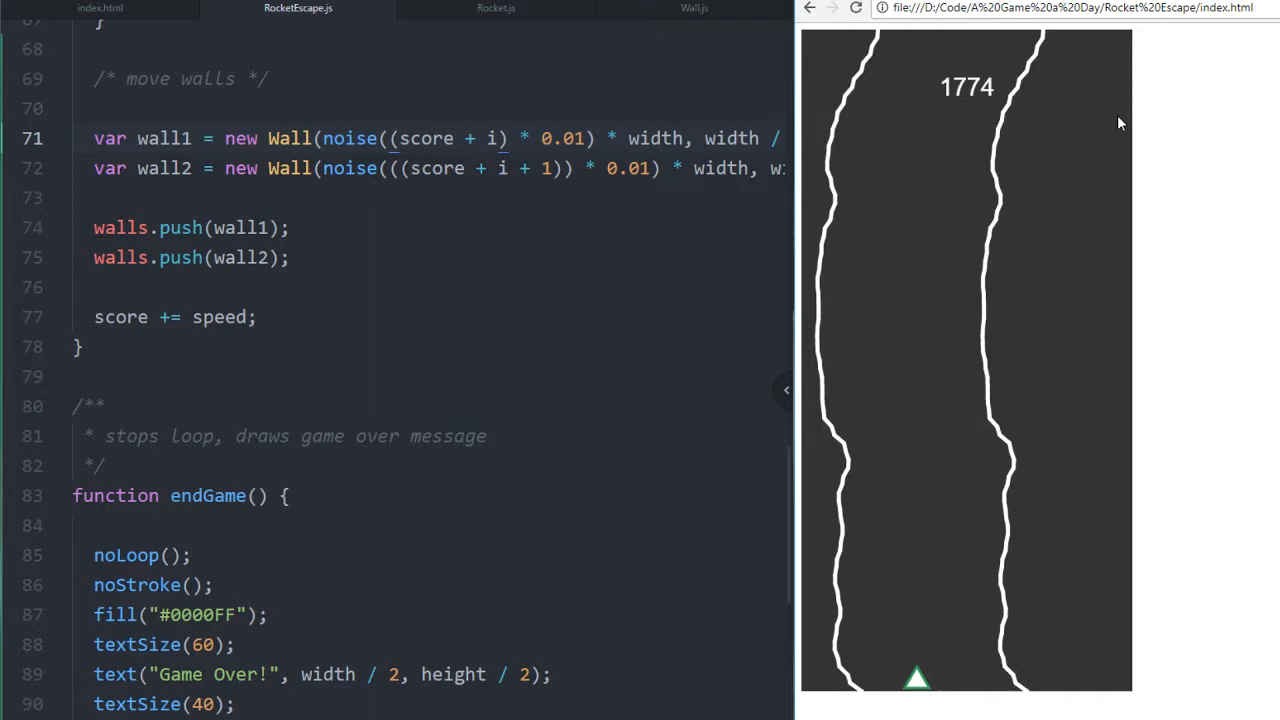 index.html RocketEscape.js Rocket.js Wall.js
file:///D:/Code/A%20Game%20a%20Day/Rocket%20Escape/index.html
67 }
68
69 /* move walls */
70
71 var wall1 = new Wall(noise((score + i) * 0.01) * width, width /
72 var wall2 = new Wall(noise(((score + i + 1)) * 0.01) * width, wi
73
74 walls.push(wall1);
75 walls.push(wall2);
76
77 score += speed;
78 }
79
80 /**
81 * stops loop, draws game over message
82 */
83 function endGame() {
84
85 noLoop();
86 noStroke();
87 fill("#0000FF");
88 textSize(60);
89 text("Game Over!", width / 2, height / 2);
90 textSize(40);
1774